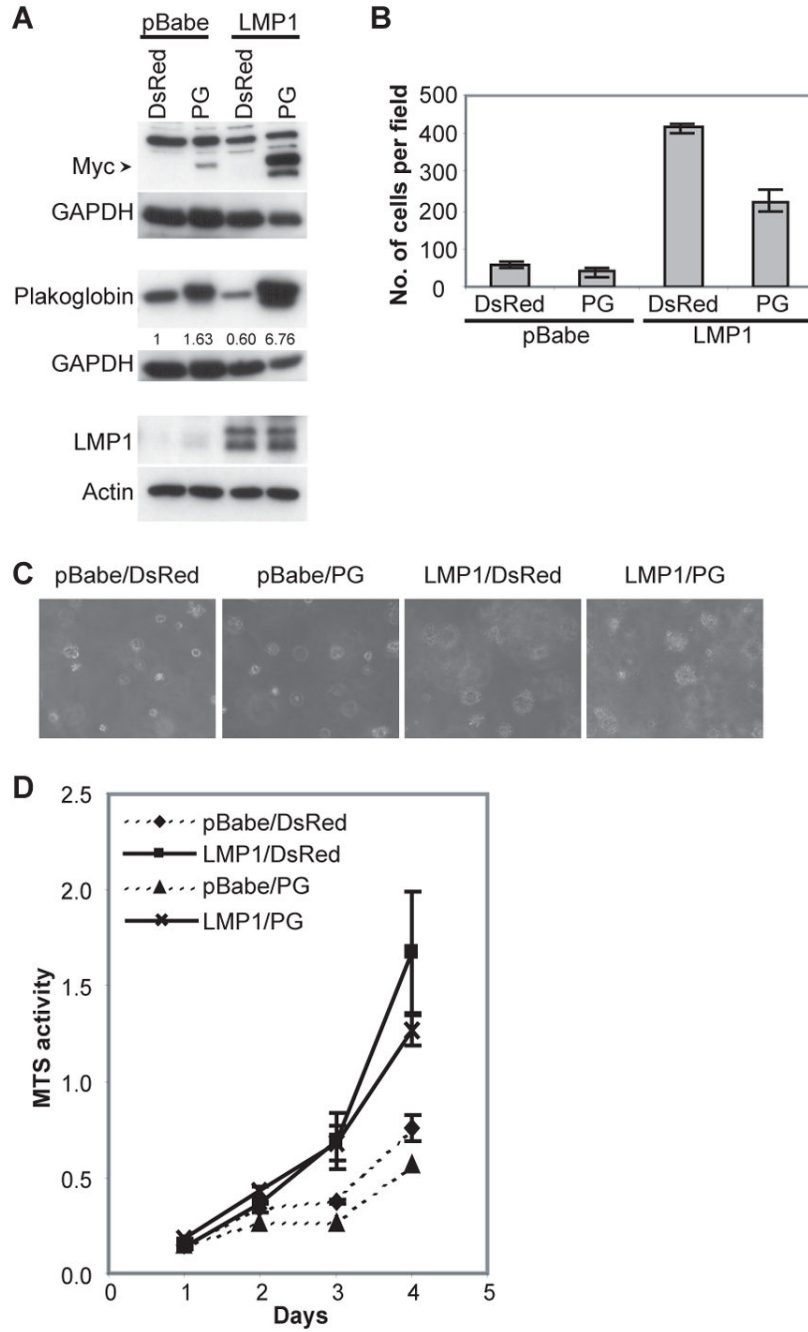 A
pBabe LMP1
DsRed PG DsRed PG
Myc
GAPDH
Plakoglobin
1 1.63 0.60 6.76
GAPDH
LMP1
Actin
B
No. of cells per field
500
400
300
200
100
0
DsRed PG DsRed PG
pBabe LMP1
C
pBabe/DsRed pBabe/PG LMP1/DsRed LMP1/PG
D
MTS activity
2.5
2.0
1.5
1.0
0.5
0.0
pBabe/DsRed
LMP1/DsRed
pBabe/PG
LMP1/PG
0 1 2 3 4 5
Days